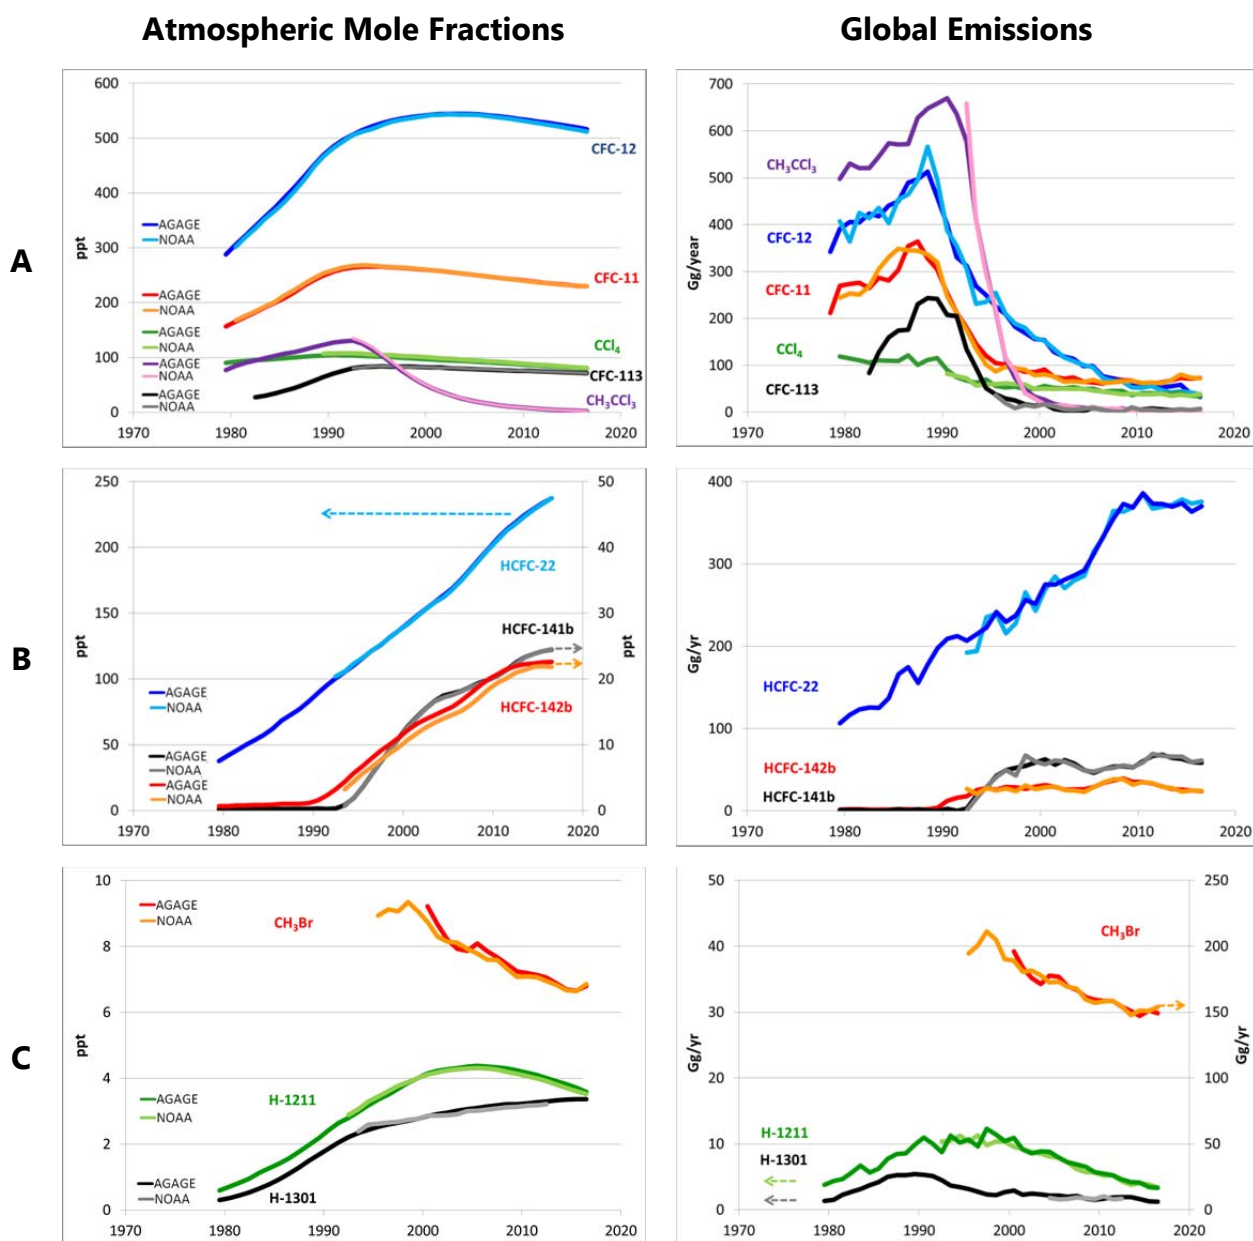 Atmospheric Mole Fractions
Global Emissions
A
600
500
400
300
200
100
0
ppt
1970
1980
1990
2000
2010
2020
AGAGE
NOAA
AGAGE
NOAA
AGAGE
NOAA
AGAGE
NOAA
AGAGE
NOAA
CFC-12
CFC-11
CCl₄
CFC-113
CH₃CCl₃
700
600
500
400
300
200
100
0
Gg/year
1970
1980
1990
2000
2010
2020
CH₃CCl₃
CFC-12
CFC-11
CCl₄
CFC-113
B
250
200
150
100
50
0
ppt
50
40
30
20
10
0
ppt
1970
1980
1990
2000
2010
2020
HCFC-22
HCFC-141b
HCFC-142b
AGAGE
NOAA
AGAGE
NOAA
AGAGE
NOAA
400
300
200
100
0
Gg/yr
1970
1980
1990
2000
2010
2020
HCFC-22
HCFC-142b
HCFC-141b
C
10
8
6
4
2
0
ppt
1970
1980
1990
2000
2010
2020
AGAGE
NOAA
CH₃Br
AGAGE
NOAA
H-1211
AGAGE
NOAA
H-1301
50
40
30
20
10
0
Gg/yr
250
200
150
100
50
0
Gg/yr
1970
1980
1990
2000
2010
2020
CH₃Br
H-1211
H-1301